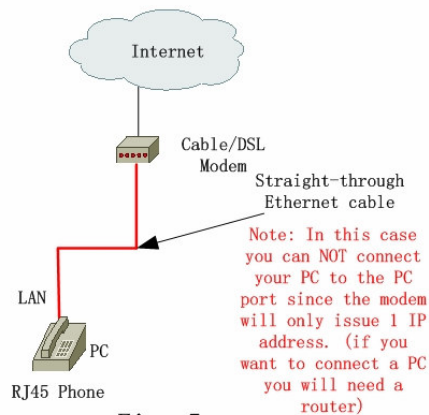 Internet
Cable/DSL
Modem
Straight-through
Ethernet cable
Note: In this case
you can NOT connect
your PC to the PC
port since the modem
will only issue 1 IP
address. (if you
want to connect a PC
you will need a
router)
LAN
PC
RJ45 Phone